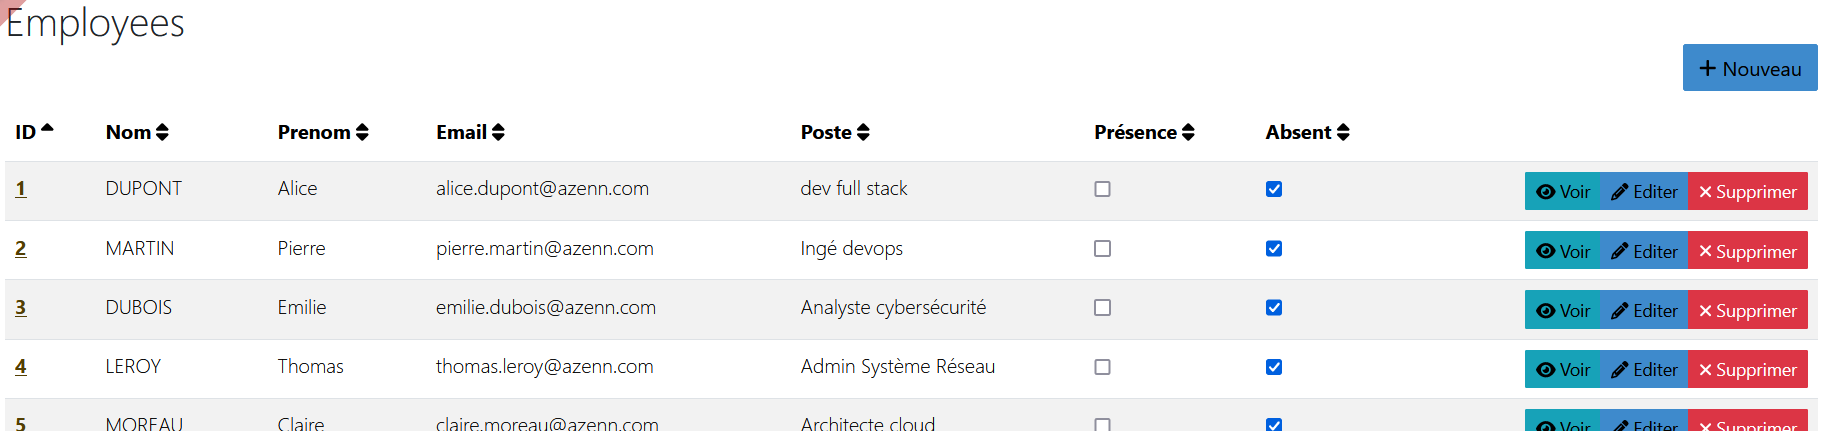 Employees
Nouveau
ID Nom Prenom Email Poste Présence Absent
1 DUPONT Alice alice.dupont@azenn.com dev full stack Voir Editer Supprimer
2 MARTIN Pierre pierre.martin@azenn.com Ingé devops Voir Editer Supprimer
3 DUBOIS Emilie emilie.dubois@azenn.com Analyste cybersécurité Voir Editer Supprimer
4 LEROY Thomas thomas.leroy@azenn.com Admin Système Réseau Voir Editer Supprimer
5 MOREAU Claire claire.moreau@azenn.com Architecte cloud Voir Editer Supprimer